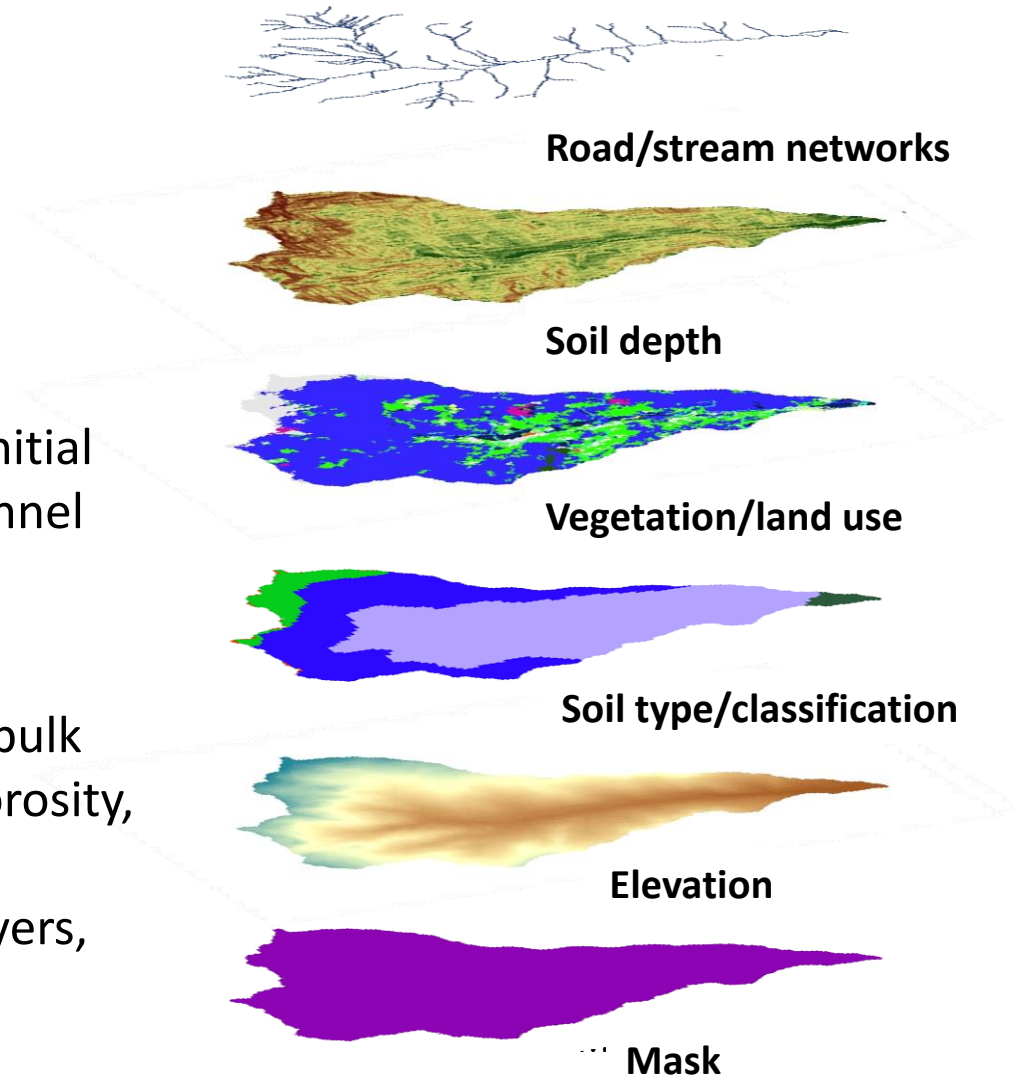 Road/stream networks
Soil depth
nitial
nnel
Vegetation/land use
Soil type/classification
bulk
orosity,
Elevation
yers,
Mask